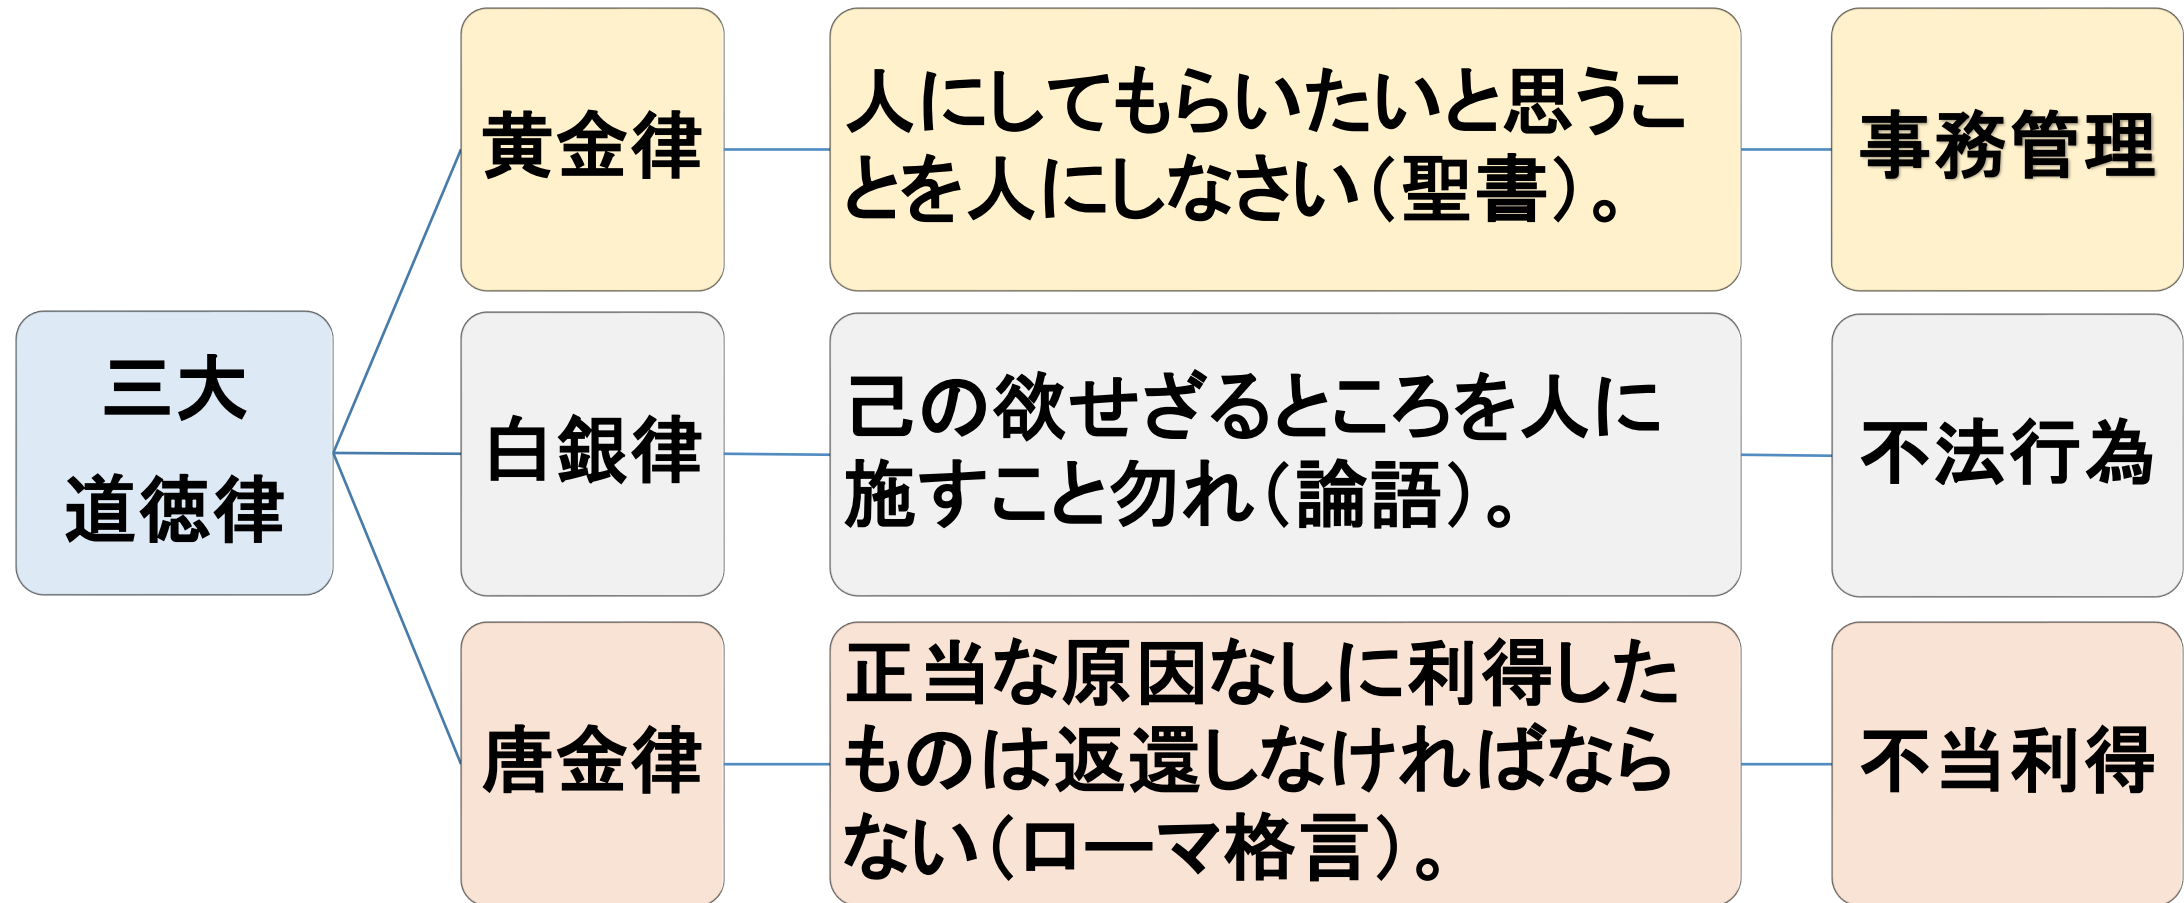 三大
道徳律
黄金律
人にしてもらいたいと思うこ
とを人にしなさい（聖書）。
事務管理
白銀律
己の欲せざるところを人に
施すこと勿れ（論語）。
不法行為
唐金律
正当な原因なしに利得した
ものは返還しなければなら
ない（ローマ格言）。
不当利得